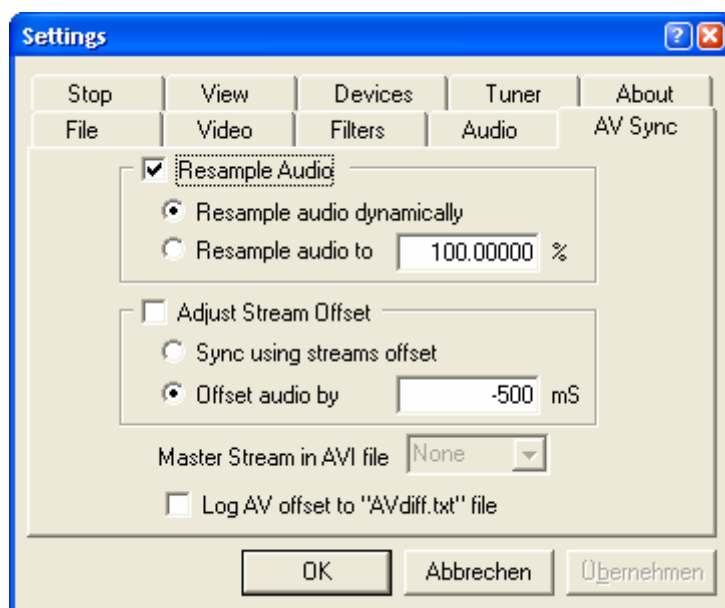 Settings
Stop View Devices Tuner About
File Video Filters Audio AV Sync
Resample Audio
Resample audio dynamically
Resample audio to 100.00000 %
Adjust Stream Offset
Sync using streams offset
Offset audio by -500 mS
Master Stream in AVI file None
Log AV offset to "AVdiff.txt" file
OK Abbrechen Übernehmen